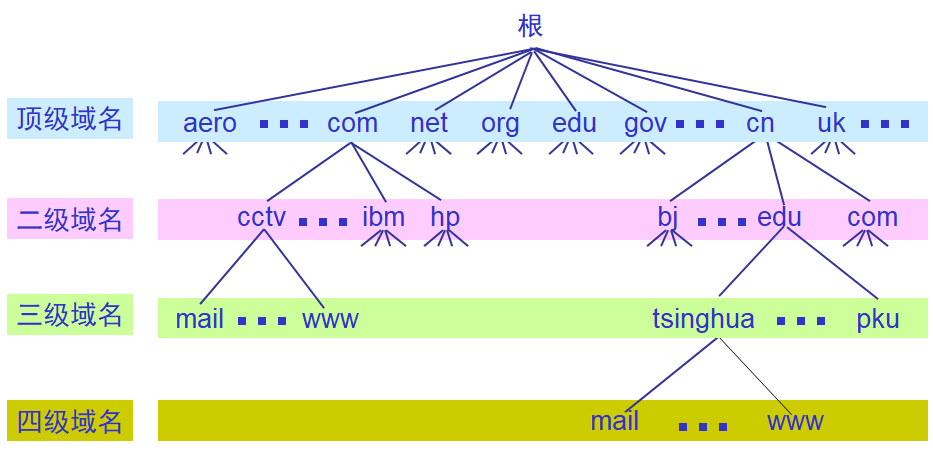 根
顶级域名 aero ... com net org edu gov ... cn uk ...
二级域名 cctv ... ibm hp bj ... edu com
三级域名 mail ... www tsinghua ... pku
四级域名 mail ... www